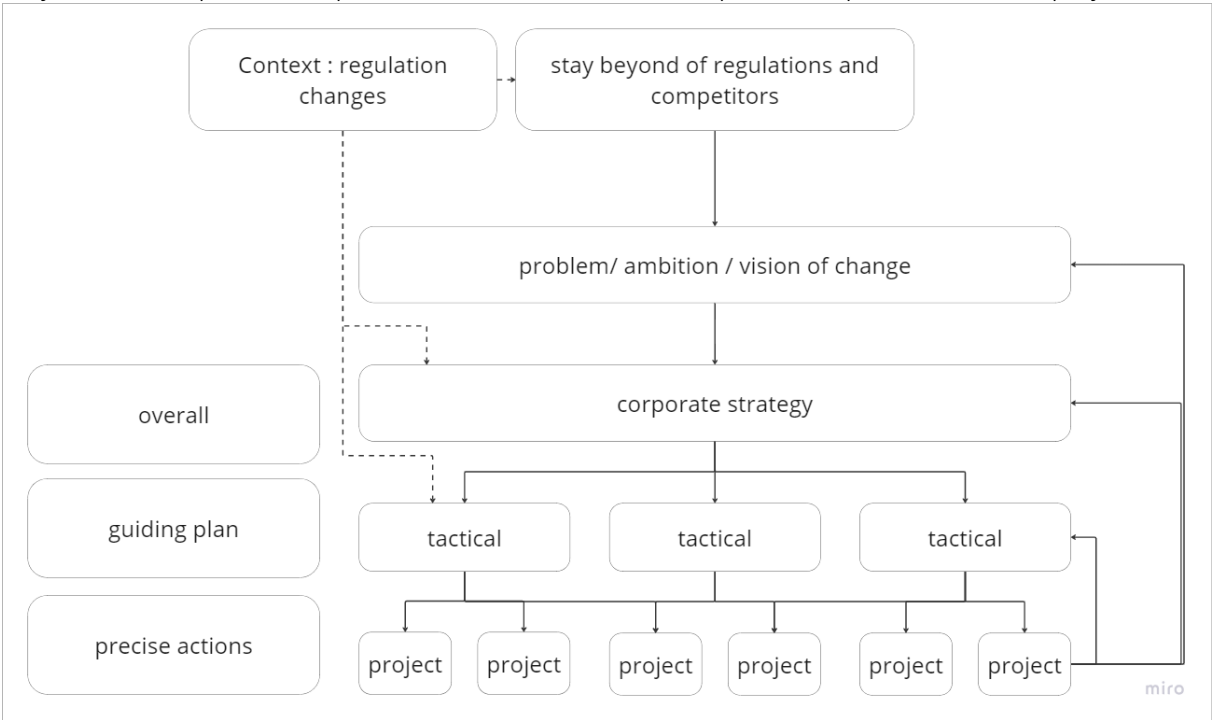 Context : regulation
changes
stay beyond of regulations and
competitors
problem/ ambition / vision of change
overall
corporate strategy
guiding plan
tactical
tactical
tactical
precise actions
project
project
project
project
project
project
miro